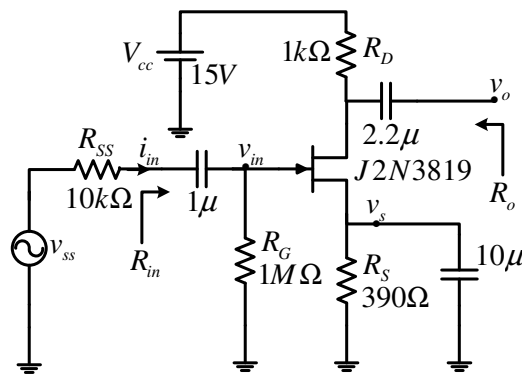 V_cc
15V
1kΩ
R_D
v_o
2.2μ
J2N3819
R_o
R_SS
i_in
v_in
10kΩ
1μ
v_ss
R_in
R_G
1MΩ
v_s
R_S
390Ω
10μ